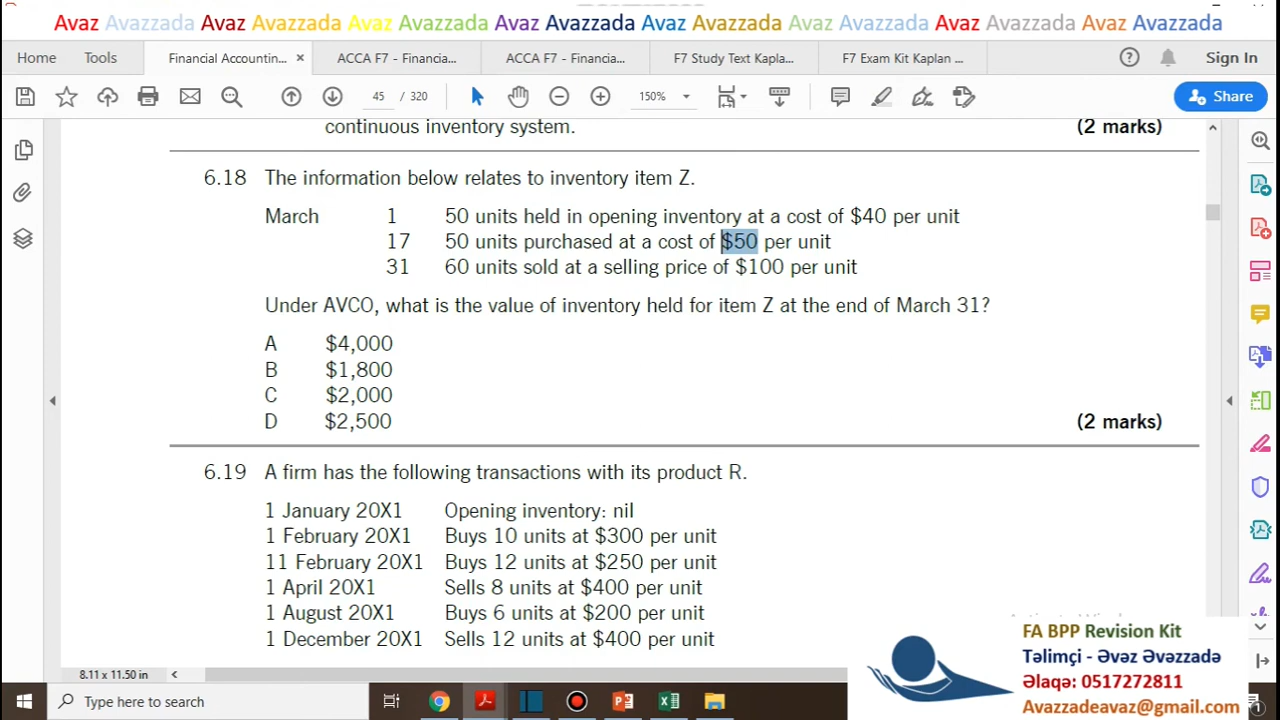 Avaz Avazzada Avaz Avazzada Avaz Avazzada Avaz Avazzada Avaz Avazzada Avaz Avazzada Avaz Avazzada Avaz Avazzada
Home Tools Financial Accountin... × ACCA F7 - Financia... ACCA F7 - Financia... F7 Study Text Kapla... F7 Exam Kit Kaplan ... Sign In
45 / 320 150% Share
continuous inventory system. (2 marks)
6.18 The information below relates to inventory item Z.
March 1 50 units held in opening inventory at a cost of $40 per unit
17 50 units purchased at a cost of $50 per unit
31 60 units sold at a selling price of $100 per unit
Under AVCO, what is the value of inventory held for item Z at the end of March 31?
A $4,000
B $1,800
C $2,000
D $2,500 (2 marks)
6.19 A firm has the following transactions with its product R.
1 January 20X1 Opening inventory: nil
1 February 20X1 Buys 10 units at $300 per unit
11 February 20X1 Buys 12 units at $250 per unit
1 April 20X1 Sells 8 units at $400 per unit
1 August 20X1 Buys 6 units at $200 per unit
1 December 20X1 Sells 12 units at $400 per unit
FA BPP Revision Kit
Təlimçi - Əvəz Əvəzzadə
Əlaqə: 0517272811
Avazzadeavaz@gmail.com
8.11 x 11.50 in
Type here to search